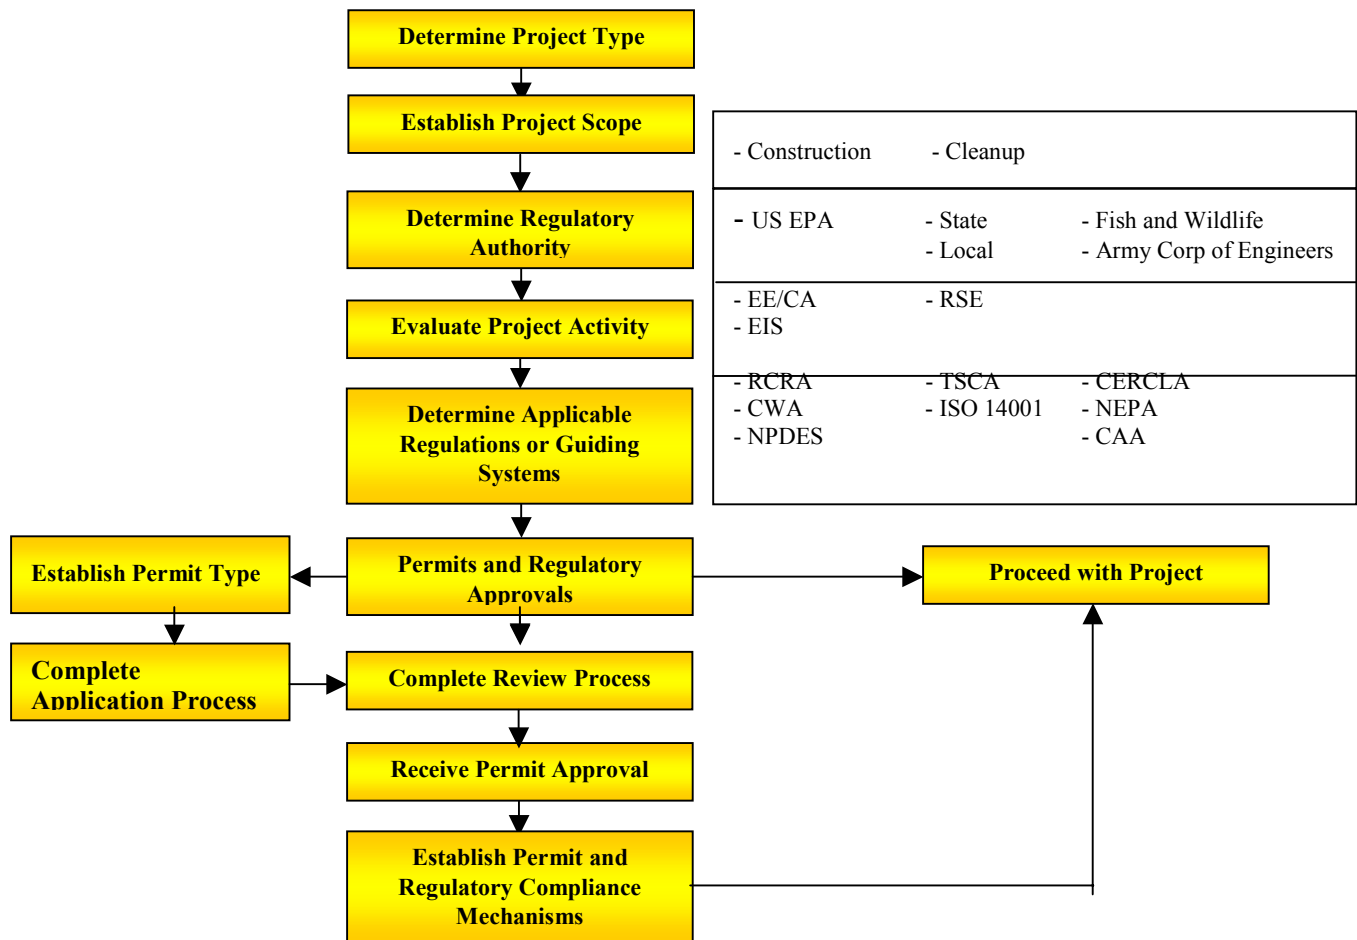 Determine Project Type
Establish Project Scope
- Construction - Cleanup
Determine Regulatory
Authority
- US EPA - State - Fish and Wildlife
- Local - Army Corp of Engineers
Evaluate Project Activity
- EE/CA - RSE
- EIS
Determine Applicable
Regulations or Guiding
Systems
- RCRA - TSCA - CERCLA
- CWA - ISO 14001 - NEPA
- NPDES - CAA
Establish Permit Type
Permits and Regulatory
Approvals
Proceed with Project
Complete
Application Process
Complete Review Process
Receive Permit Approval
Establish Permit and
Regulatory Compliance
Mechanisms